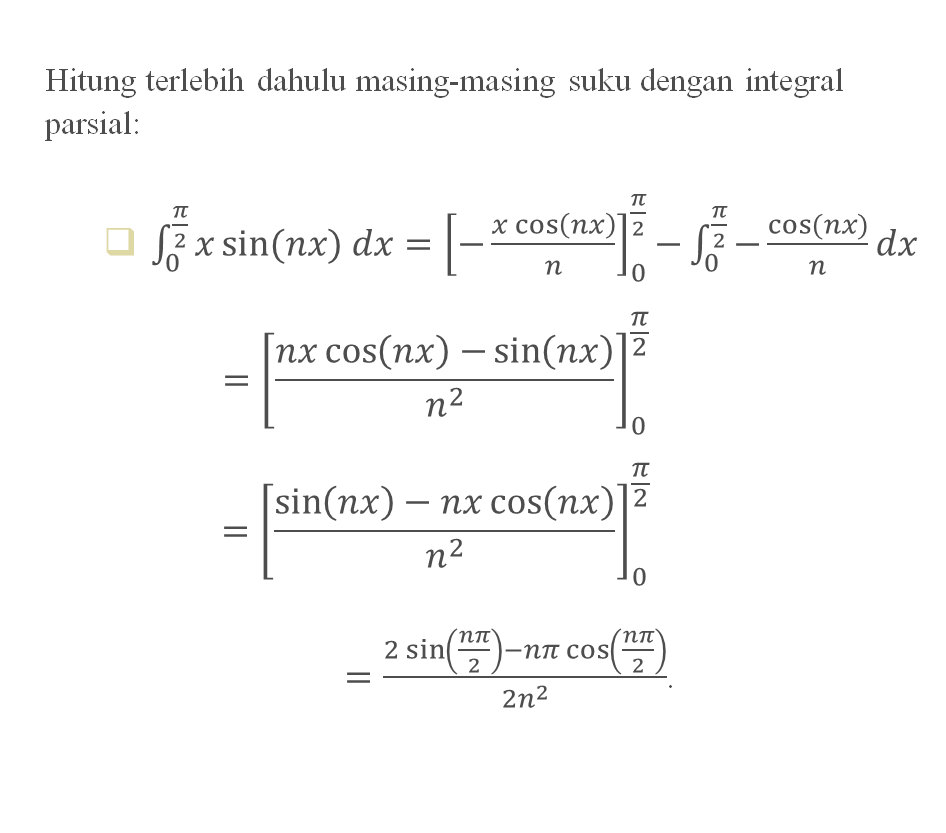 Hitung terlebih dahulu masing-masing suku dengan integral
parsial:
❑ ∫₀^(π/2) x sin(nx) dx = [− x cos(nx)/n]₀^(π/2) − ∫₀^(π/2) − cos(nx)/n dx
= [(nx cos(nx) − sin(nx))/n²]₀^(π/2)
= [(sin(nx) − nx cos(nx))/n²]₀^(π/2)
= (2 sin(nπ/2)−nπ cos(nπ/2))/2n².